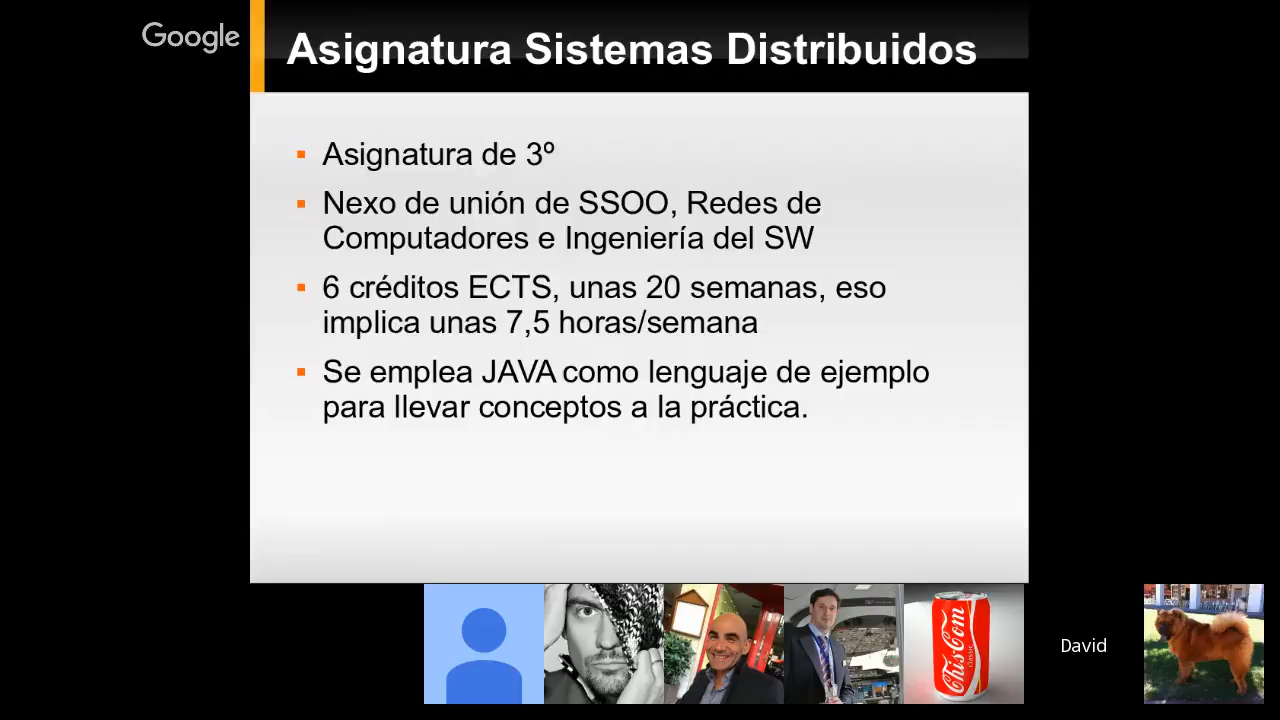 Google
Asignatura Sistemas Distribuidos
Asignatura de 3º
Nexo de unión de SSOO, Redes de
Computadores e Ingeniería del SW
6 créditos ECTS, unas 20 semanas, eso
implica unas 7,5 horas/semana
Se emplea JAVA como lenguaje de ejemplo
para llevar conceptos a la práctica.
ChisCom
classic
David